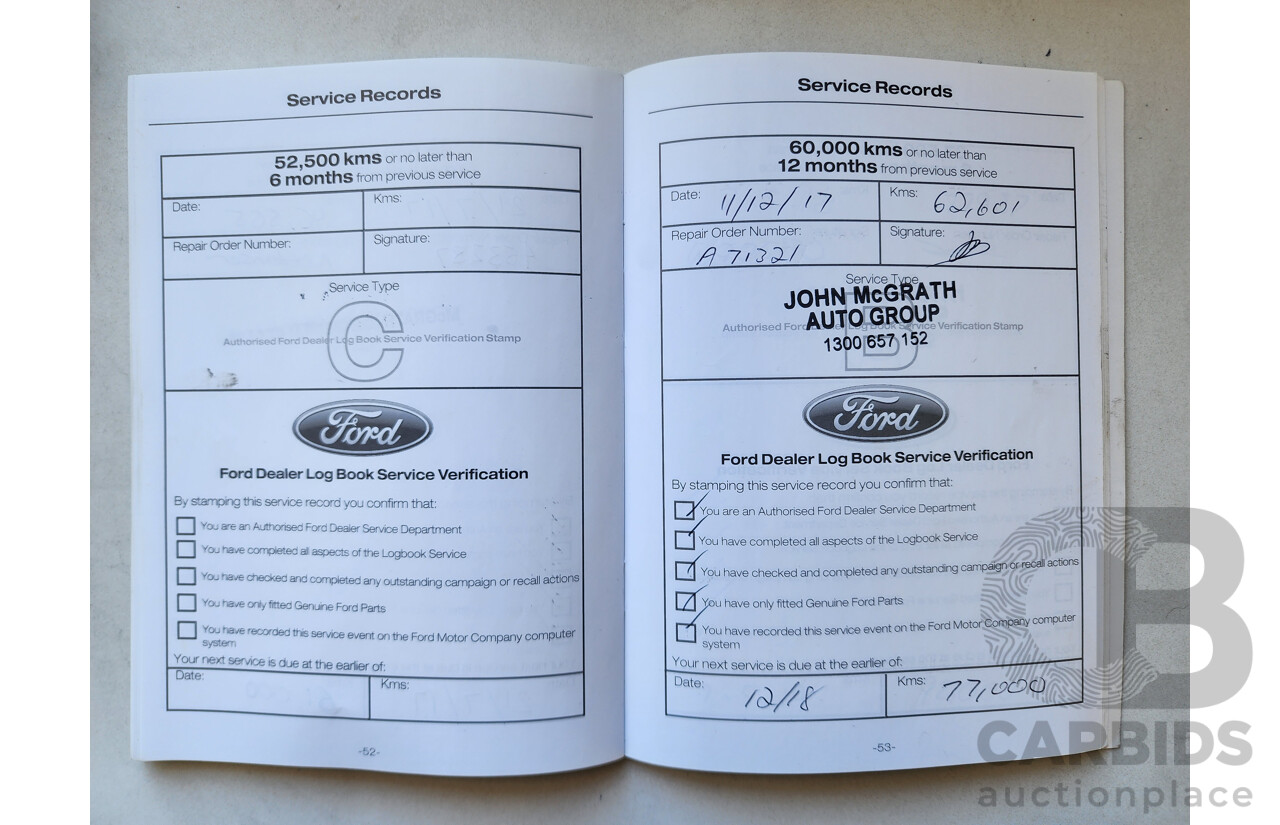 Service Records
52,500 kms or no later than
6 months from previous service
Date:
Kms:
Repair Order Number:
Signature:
Service Type
C
Authorised Ford Dealer Log Book Service Verification Stamp
Ford
Ford Dealer Log Book Service Verification
By stamping this service record you confirm that:
You are an Authorised Ford Dealer Service Department
You have completed all aspects of the Logbook Service
You have checked and completed any outstanding campaign or recall actions
You have only fitted Genuine Ford Parts
You have recorded this service event on the Ford Motor Company computer
system
Your next service is due at the earlier of:
Date:
Kms:
-52-
Service Records
60,000 kms or no later than
12 months from previous service
Date: 11/12/17
Kms: 62,601
Repair Order Number:
A71321
Signature:
Service Type
JOHN McGRATH
AUTO GROUP
1300 657 152
B
Authorised Ford Dealer Log Book Service Verification Stamp
Ford
Ford Dealer Log Book Service Verification
By stamping this service record you confirm that:
You are an Authorised Ford Dealer Service Department
You have completed all aspects of the Logbook Service
You have checked and completed any outstanding campaign or recall actions
You have only fitted Genuine Ford Parts
You have recorded this service event on the Ford Motor Company computer
system
Your next service is due at the earlier of:
Date: 12/18
Kms: 77,000
-53-
CB
CARBIDS
auctionplace